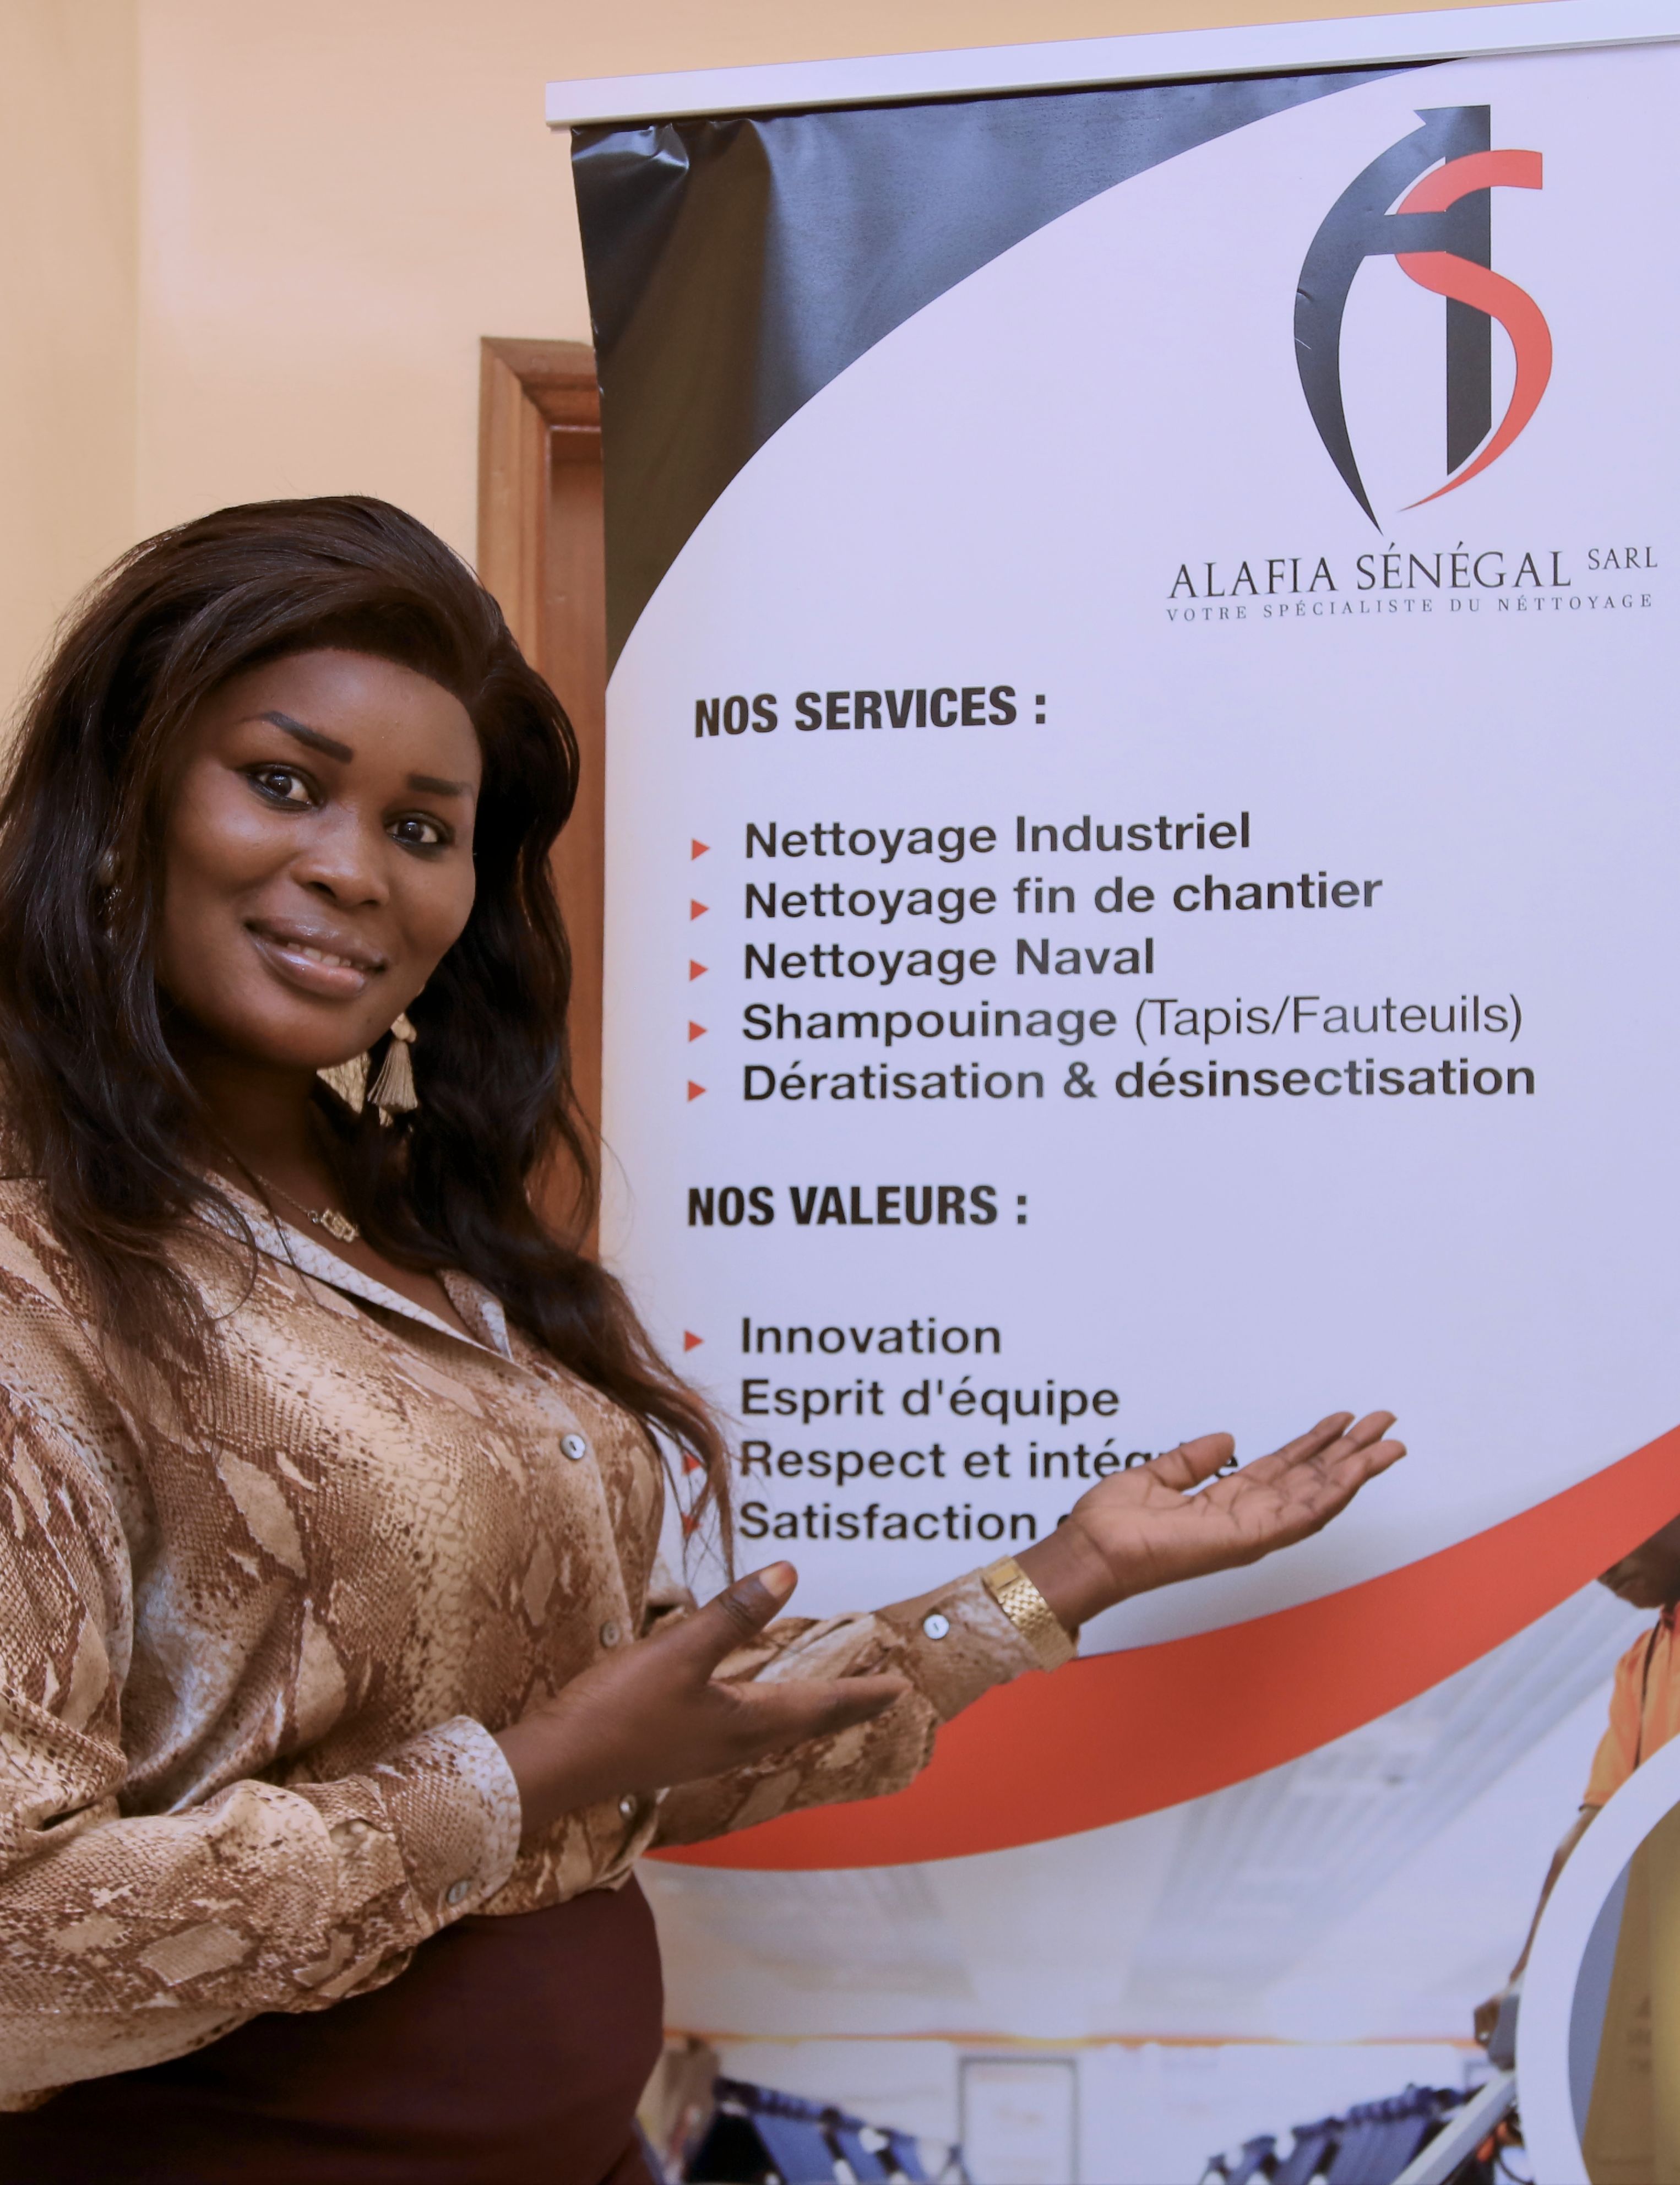 ALAFIA SÉNÉGAL SARL
VOTRE SPÉCIALISTE DU NÉTTOYAGE
NOS SERVICES :
Nettoyage Industriel
Nettoyage fin de chantier
Nettoyage Naval
Shampouinage (Tapis/Fauteuils)
Dératisation & désinsectisation
NOS VALEURS :
Innovation
Esprit d'équipe
Respect et
Satisfaction